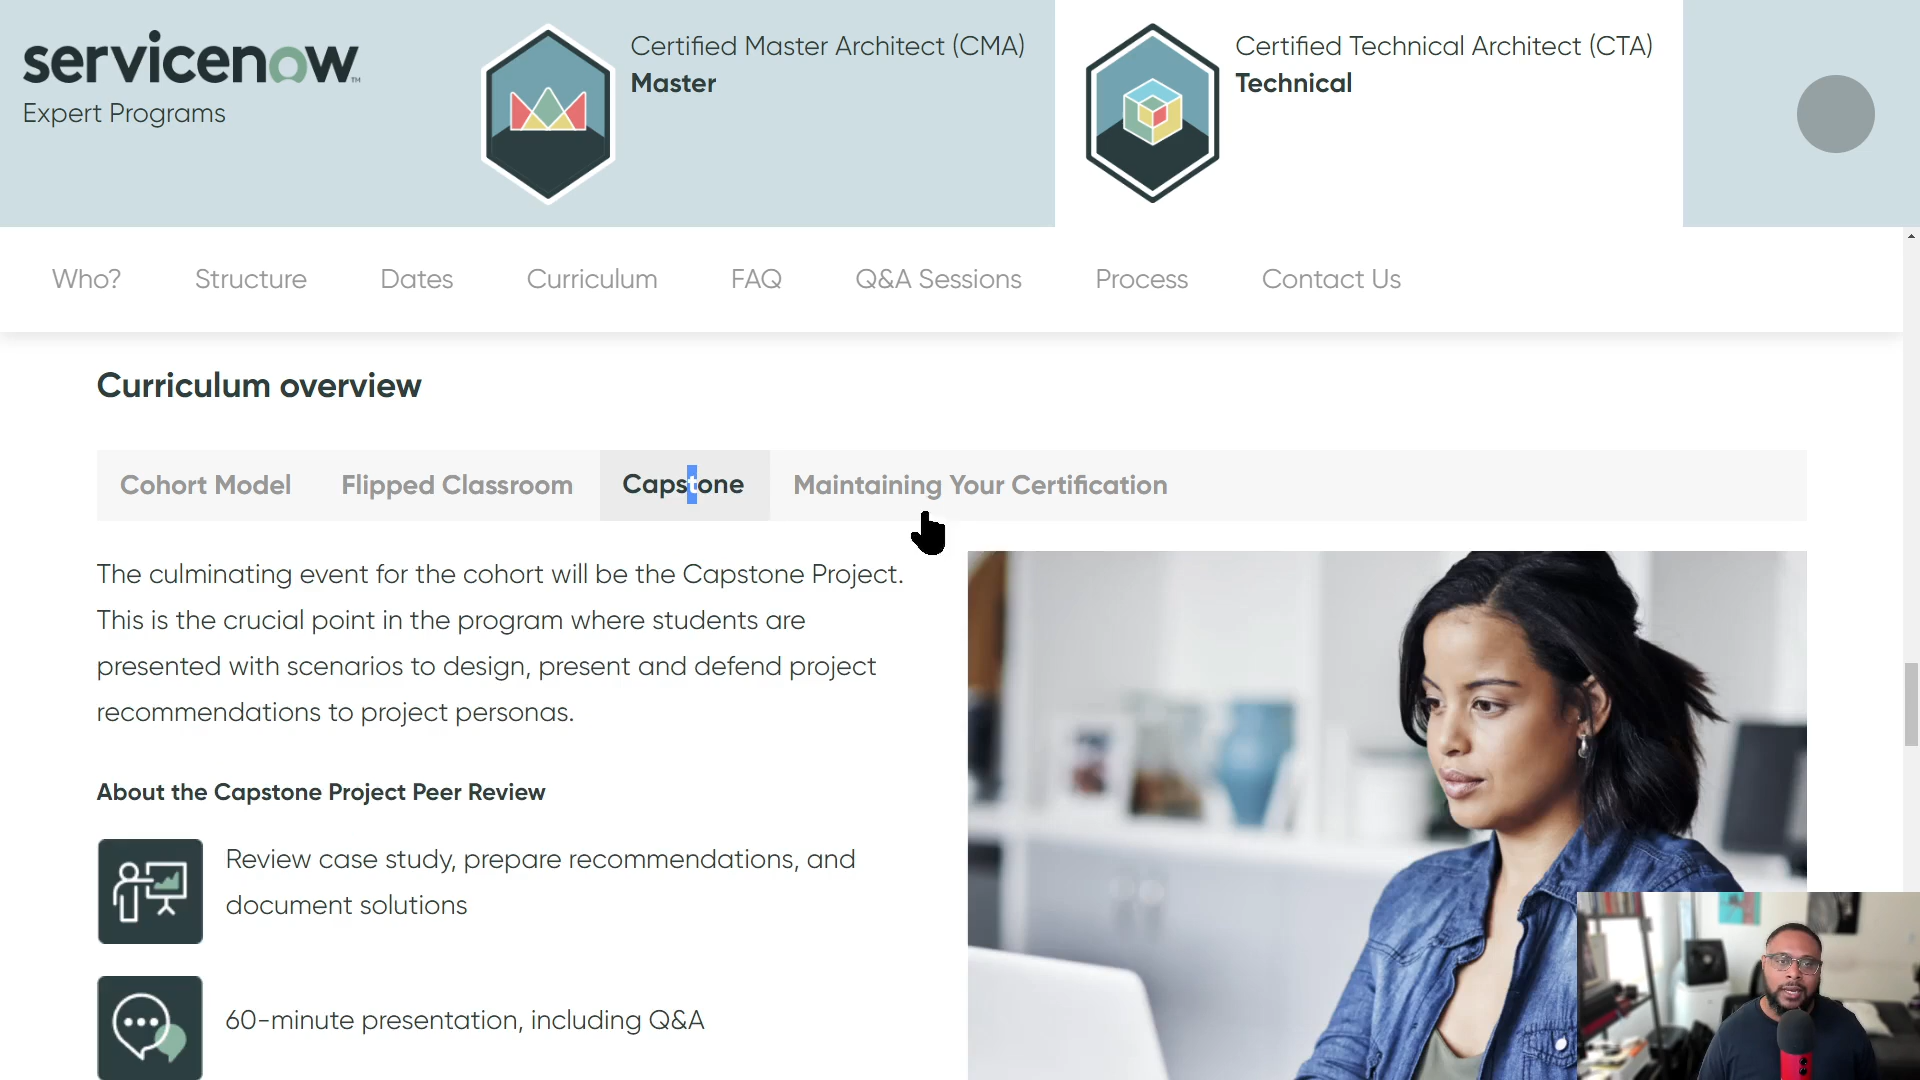 servicenow™
Expert Programs
Certified Master Architect (CMA)
Master
Certified Technical Architect (CTA)
Technical
Who?
Structure
Dates
Curriculum
FAQ
Q&A Sessions
Process
Contact Us
Curriculum overview
Cohort Model
Flipped Classroom
Capstone
Maintaining Your Certification
The culminating event for the cohort will be the Capstone Project.
This is the crucial point in the program where students are
presented with scenarios to design, present and defend project
recommendations to project personas.
About the Capstone Project Peer Review
Review case study, prepare recommendations, and
document solutions
60-minute presentation, including Q&A